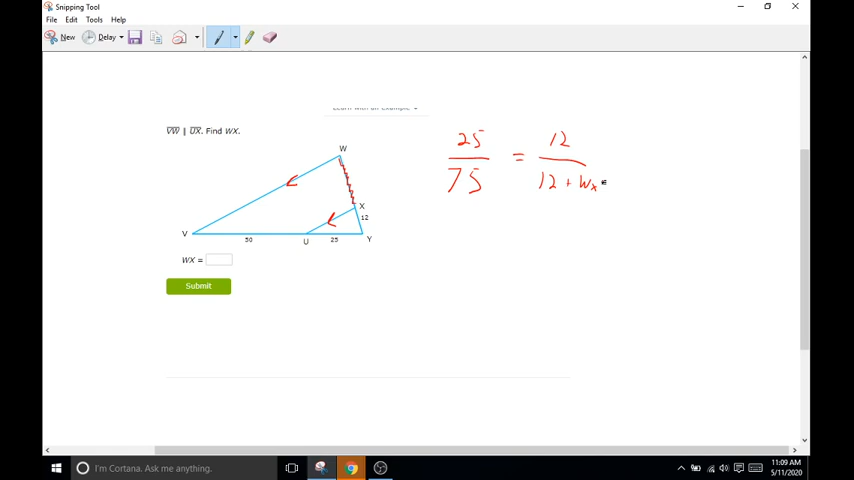 Snipping Tool
File Edit Tools Help
New Delay
VW ∥ UX. Find WX.
W
X
12
V
50
U
25
Y
WX =
Submit
25/75 = 12/(12 + Wx)
I'm Cortana. Ask me anything.
11:09 AM
5/11/2020